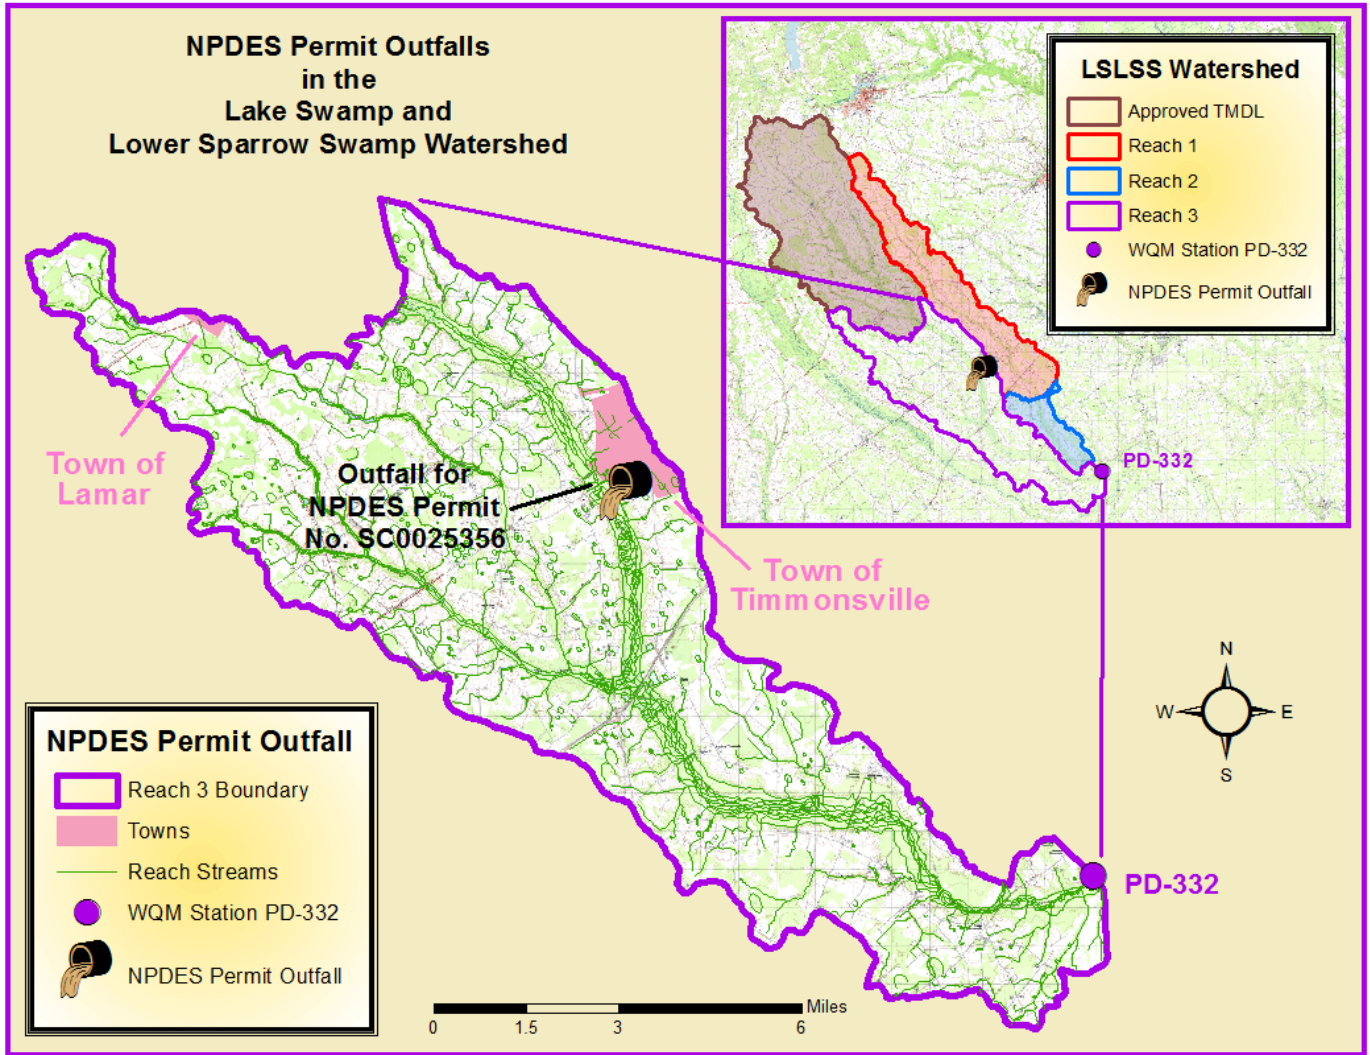 NPDES Permit Outfalls
in the
Lake Swamp and
Lower Sparrow Swamp Watershed
LSLSS Watershed
Approved TMDL
Reach 1
Reach 2
Reach 3
WQM Station PD-332
NPDES Permit Outfall
PD-332
Town of
Lamar
Outfall for
NPDES Permit
No. SC0025356
Town of
Timmonsville
N
W
E
S
NPDES Permit Outfall
Reach 3 Boundary
Towns
Reach Streams
WQM Station PD-332
NPDES Permit Outfall
PD-332
Miles
0 1.5 3 6